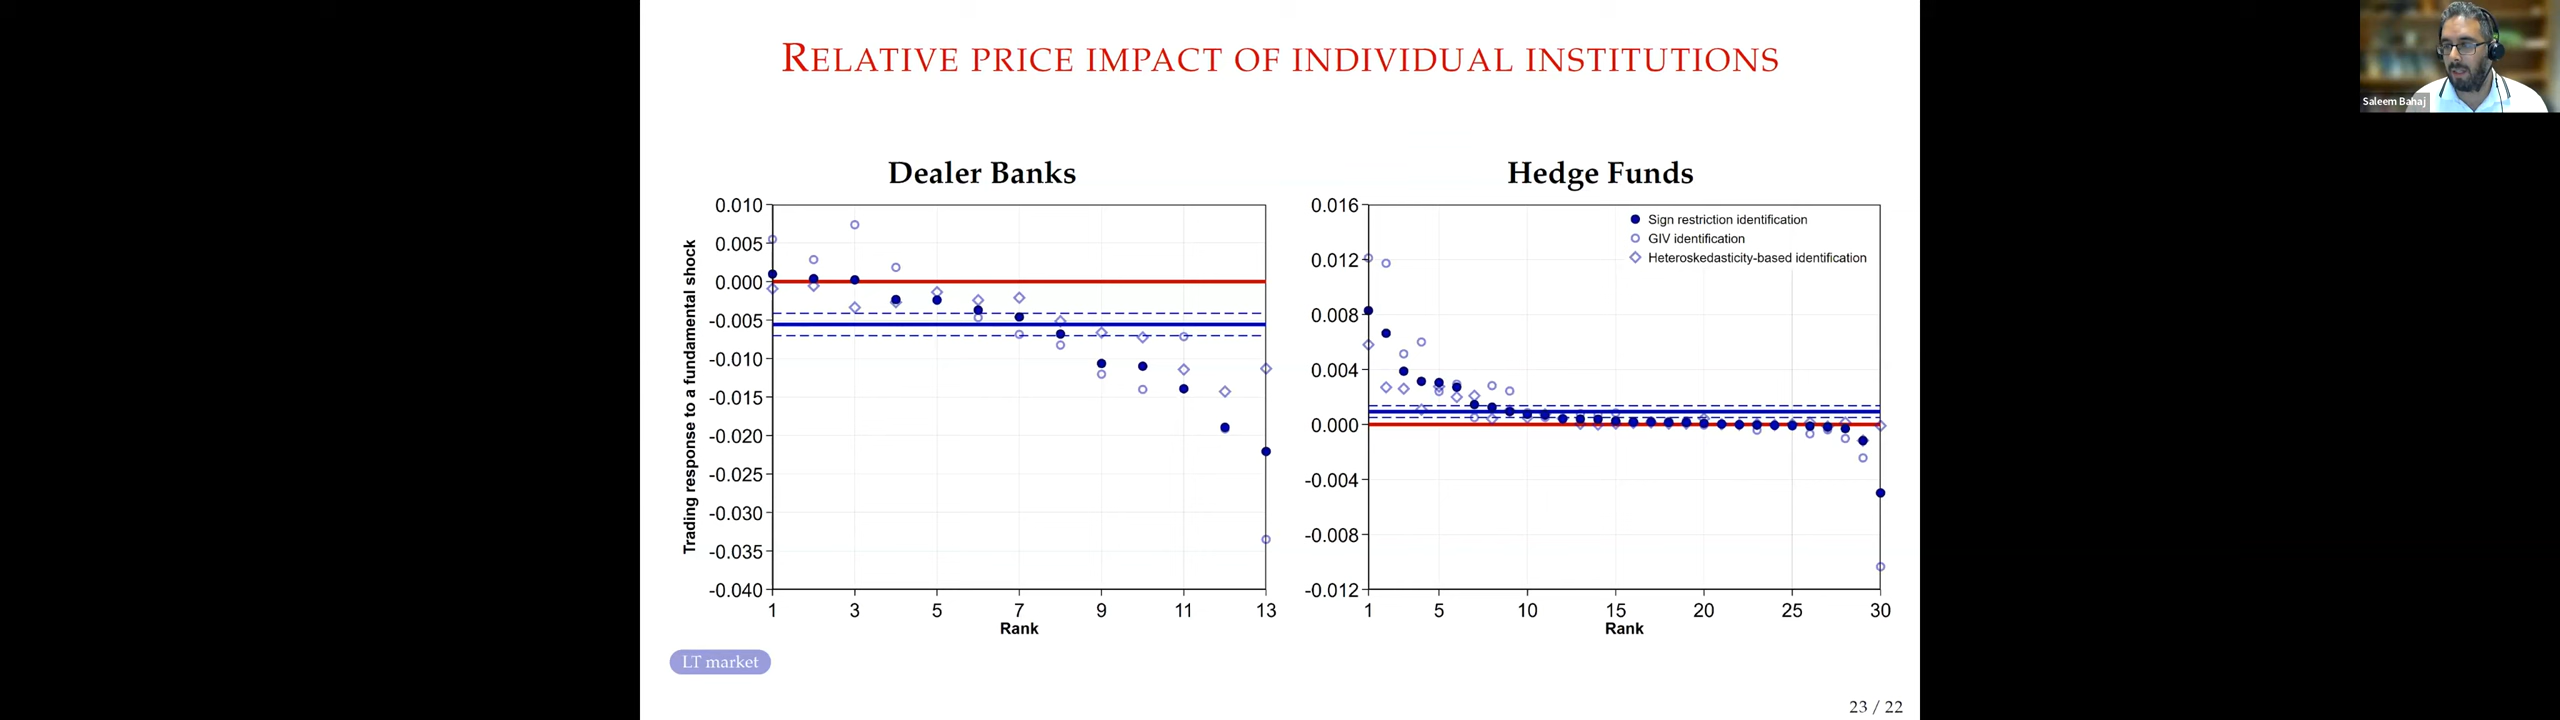 RELATIVE PRICE IMPACT OF INDIVIDUAL INSTITUTIONS
Saleem Bahaj
Dealer Banks
Trading response to a fundamental shock
0.010
0.005
0.000
-0.005
-0.010
-0.015
-0.020
-0.025
-0.030
-0.035
-0.040
1 3 5 7 9 11 13
Rank
Hedge Funds
0.016
0.012
0.008
0.004
0.000
-0.004
-0.008
-0.012
Sign restriction identification
GIV identification
Heteroskedasticity-based identification
1 5 10 15 20 25 30
Rank
LT market
23 / 22